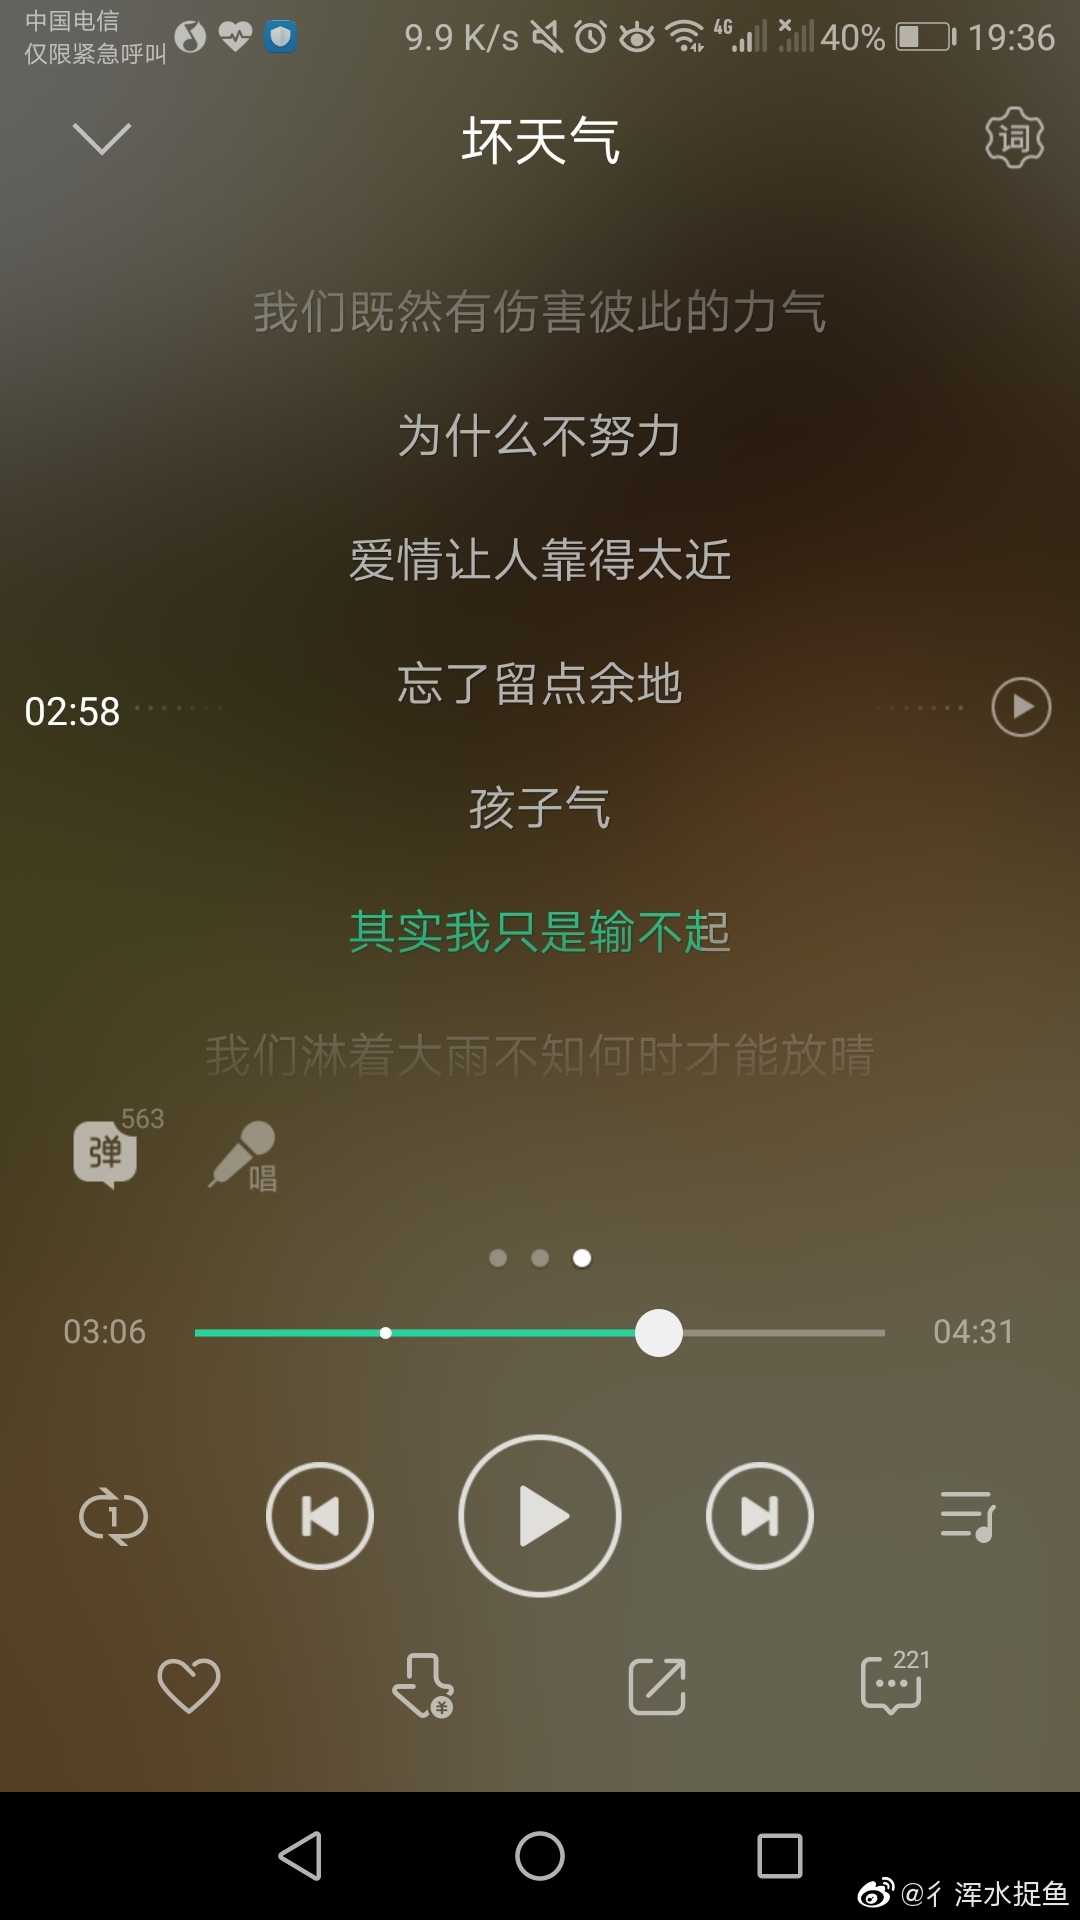 中国电信
仅限紧急呼叫
9.9 K/s 4G 40% 19:36
坏天气
词
我们既然有伤害彼此的力气
为什么不努力
爱情让人靠得太近
忘了留点余地
02:58
孩子气
其实我只是输不起
我们淋着大雨不知何时才能放晴
弹 563
唱
03:06 04:31
1
¥
221
@彳浑水捉鱼